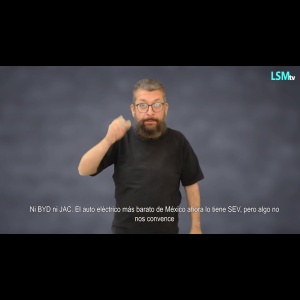 LSMtv
Ni BYD ni JAC. El auto eléctrico más barato de México ahora lo tiene SEV, pero algo no
nos convence